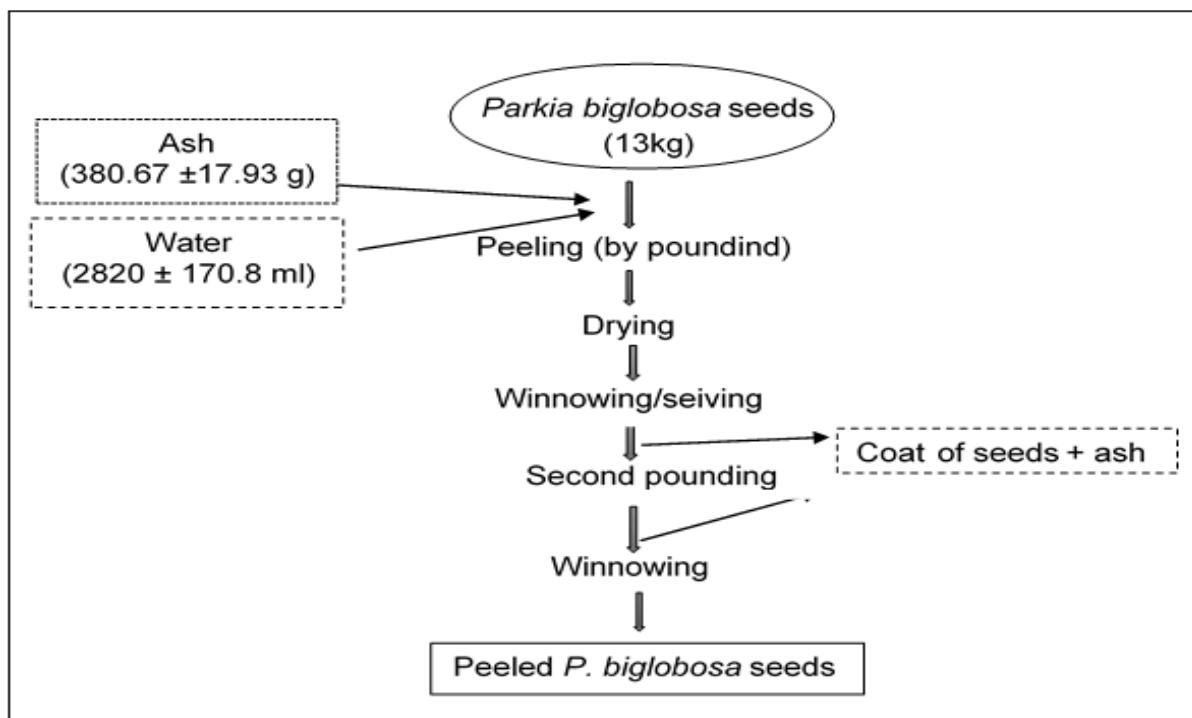 Parkia biglobosa seeds
(13kg)
Ash
(380.67 ±17.93 g)
Water
(2820 ± 170.8 ml)
Peeling (by poundind)
Drying
Winnowing/seiving
Coat of seeds + ash
Second pounding
Winnowing
Peeled P. biglobosa seeds